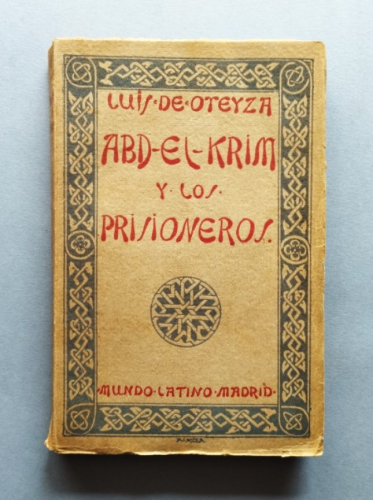 LUIS·DE·OTEYZA
ABD-EL-KRIM
Y·LOS·
PRISIONEROS.
·MUNDO·LATINO·MADRID·